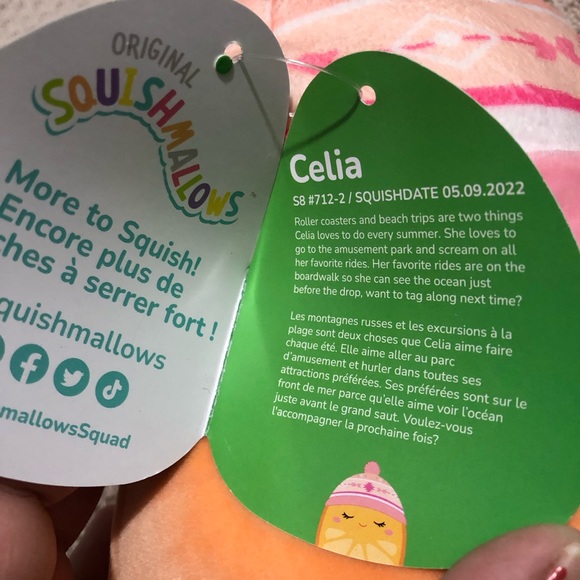 ORIGINAL
SQUISHMALLOWS
More to Squish!
Encore plus de
à serrer fort !
Celia
S8 #712-2 / SQUISHDATE 05.09.2022
Roller coasters and beach trips are two things
Celia loves to do every summer. She loves to
go to the amusement park and scream on all
her favorite rides. Her favorite rides are on the
boardwalk so she can see the ocean just
before the drop, want to tag along next time?
Les montagnes russes et les excursions à la
plage sont deux choses que Celia aime faire
chaque été. Elle aime aller au parc
d'amusement et hurler dans toutes ses
attractions préférées. Ses préférées sont sur le
front de mer parce qu'elle aime voir l'océan
juste avant le grand saut. Voulez-vous
l'accompagner la prochaine fois?